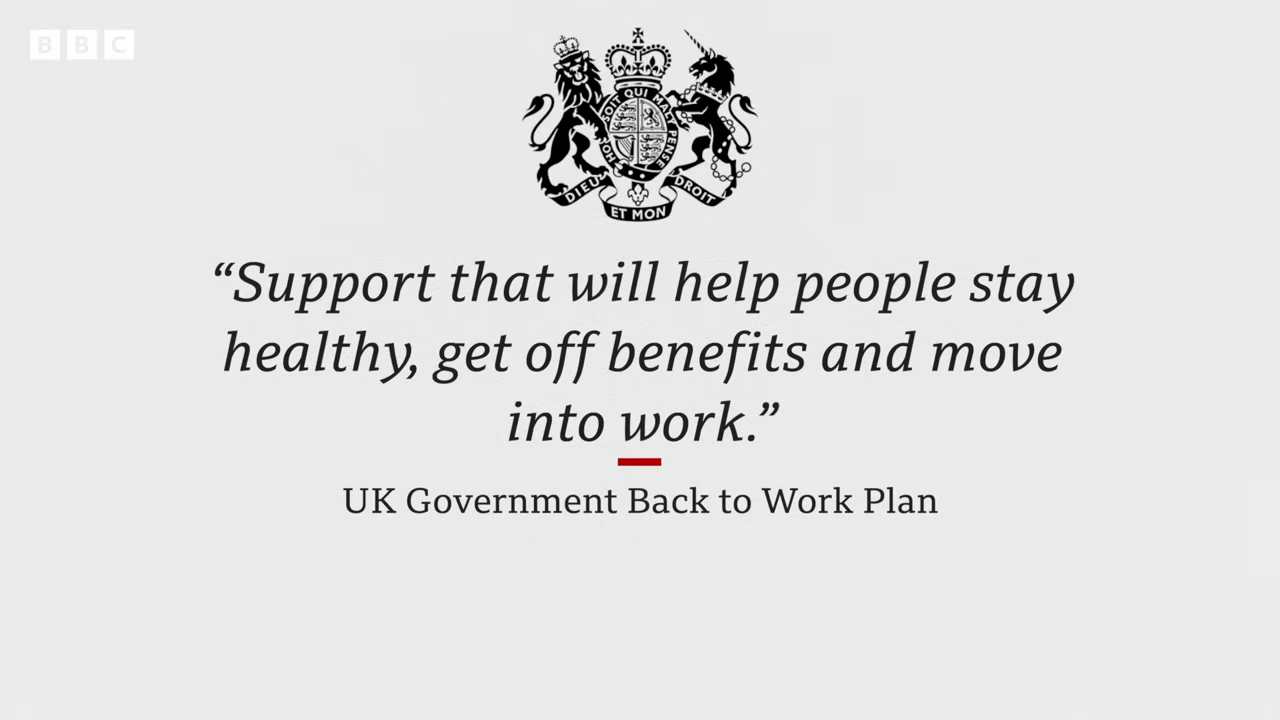 BBC
SOIT QUI MAL Y PENSE
HONI
DIEU ET MON DROIT
“Support that will help people stay
healthy, get off benefits and move
into work.”
UK Government Back to Work Plan